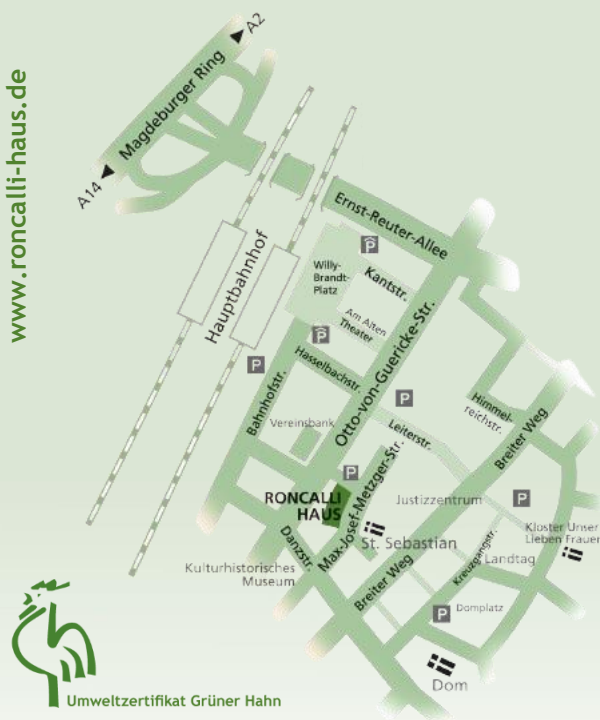 www.roncalli-haus.de
A2
Magdeburger Ring
A14
Ernst-Reuter-Allee
Hauptbahnhof
P
Willy-
Brandt-
Platz
Kantstr.
Am Alten
Theater
P
Hasselbachstr.
P
Otto-von-Guericke-Str.
Bahnhofstr.
P
Himmel-
reichstr.
Vereinsbank
Leiterstr.
Breiter Weg
P
RONCALLI
HAUS
Max-Josef-Metzger-Str.
Justizzentrum
P
Danzstr.
St. Sebastian
Kloster Unser
Lieben Frauen
Kulturhistorisches
Museum
Breiter Weg
Kreuzgangstr.
Landtag
P
Domplatz
Dom
Umweltzertifikat Grüner Hahn